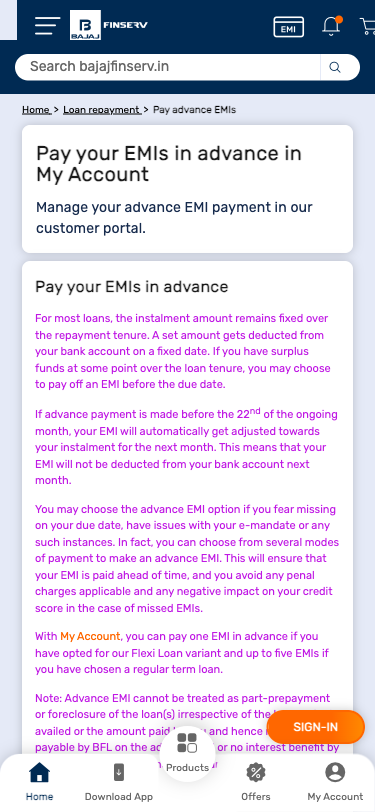 BAJAJ
FINSERV
EMI
Search bajajfinserv.in
Home > Loan repayment > Pay advance EMIs
Pay your EMIs in advance in
My Account
Manage your advance EMI payment in our
customer portal.
Pay your EMIs in advance
For most loans, the instalment amount remains fixed over
the repayment tenure. A set amount gets deducted from
your bank account on a fixed date. If you have surplus
funds at some point over the loan tenure, you may choose
to pay off an EMI before the due date.
If advance payment is made before the 22nd of the ongoing
month, your EMI will automatically get adjusted towards
your instalment for the next month. This means that your
EMI will not be deducted from your bank account next
month.
You may choose the advance EMI option if you fear missing
on your due date, have issues with your e-mandate or any
such instances. In fact, you can choose from several modes
of payment to make an advance EMI. This will ensure that
your EMI is paid ahead of time, and you avoid any penal
charges applicable and any negative impact on your credit
score in the case of missed EMIs.
With My Account, you can pay one EMI in advance if you
have opted for our Flexi Loan variant and up to five EMIs if
you have chosen a regular term loan.
Note: Advance EMI cannot be treated as part-prepayment
or foreclosure of the loan(s) irrespective of the
availed or the amount paid and hence
SIGN-IN
payable by BFL on the or no interest benefit by
Products
Home
Download App
Offers
My Account